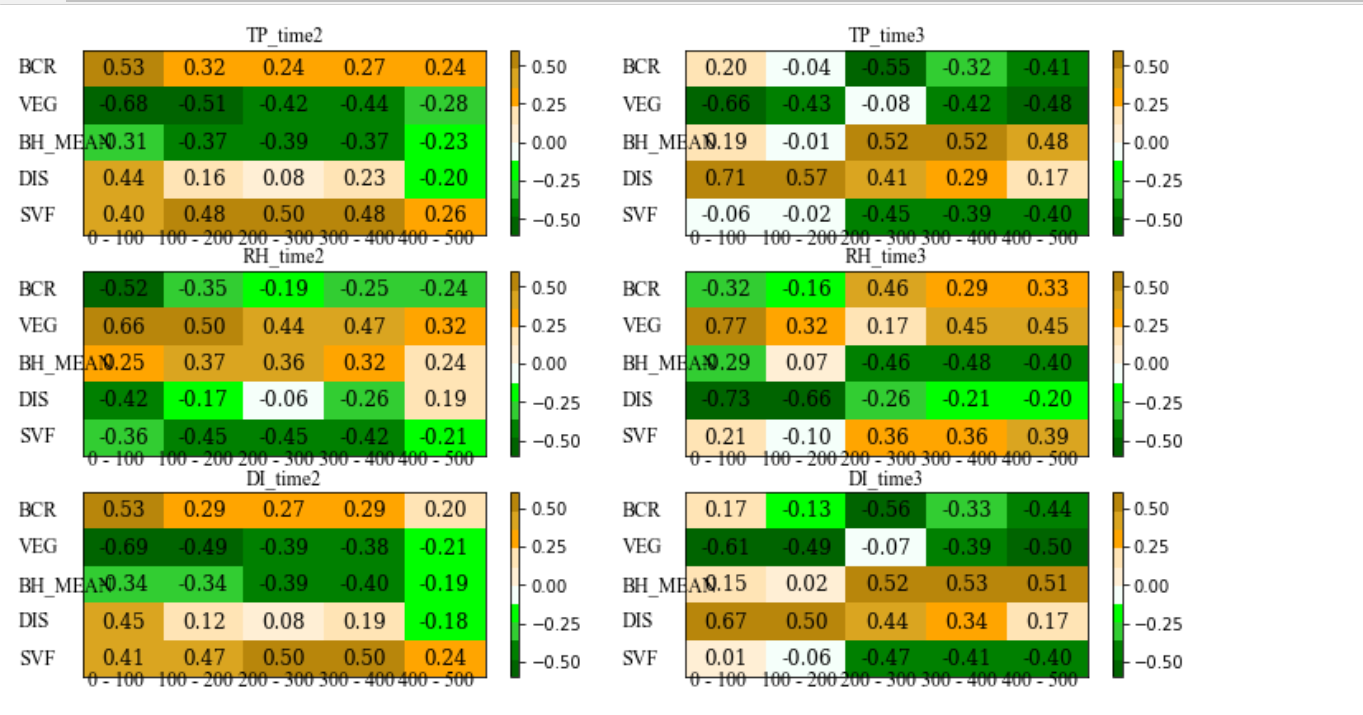 TP_time2
BCR 0.53 0.32 0.24 0.27 0.24
VEG -0.68 -0.51 -0.42 -0.44 -0.28
BH_MEAN -0.31 -0.37 -0.39 -0.37 -0.23
DIS 0.44 0.16 0.08 0.23 -0.20
SVF 0.40 0.48 0.50 0.48 0.26
0 - 100 100 - 200 200 - 300 300 - 400 400 - 500
0.50
0.25
0.00
−0.25
−0.50
TP_time3
BCR 0.20 -0.04 -0.55 -0.32 -0.41
VEG -0.66 -0.43 -0.08 -0.42 -0.48
BH_MEAN 0.19 -0.01 0.52 0.52 0.48
DIS 0.71 0.57 0.41 0.29 0.17
SVF -0.06 -0.02 -0.45 -0.39 -0.40
0 - 100 100 - 200 200 - 300 300 - 400 400 - 500
0.50
0.25
0.00
−0.25
−0.50
RH_time2
BCR -0.52 -0.35 -0.19 -0.25 -0.24
VEG 0.66 0.50 0.44 0.47 0.32
BH_MEAN 0.25 0.37 0.36 0.32 0.24
DIS -0.42 -0.17 -0.06 -0.26 0.19
SVF -0.36 -0.45 -0.45 -0.42 -0.21
0 - 100 100 - 200 200 - 300 300 - 400 400 - 500
0.50
0.25
0.00
−0.25
−0.50
RH_time3
BCR -0.32 -0.16 0.46 0.29 0.33
VEG 0.77 0.32 0.17 0.45 0.45
BH_MEAN -0.29 0.07 -0.46 -0.48 -0.40
DIS -0.73 -0.66 -0.26 -0.21 -0.20
SVF 0.21 -0.10 0.36 0.36 0.39
0 - 100 100 - 200 200 - 300 300 - 400 400 - 500
0.50
0.25
0.00
−0.25
−0.50
DI_time2
BCR 0.53 0.29 0.27 0.29 0.20
VEG -0.69 -0.49 -0.39 -0.38 -0.21
BH_MEAN -0.34 -0.34 -0.39 -0.40 -0.19
DIS 0.45 0.12 0.08 0.19 -0.18
SVF 0.41 0.47 0.50 0.50 0.24
0 - 100 100 - 200 200 - 300 300 - 400 400 - 500
0.50
0.25
0.00
−0.25
−0.50
DI_time3
BCR 0.17 -0.13 -0.56 -0.33 -0.44
VEG -0.61 -0.49 -0.07 -0.39 -0.50
BH_MEAN 0.15 0.02 0.52 0.53 0.51
DIS 0.67 0.50 0.44 0.34 0.17
SVF 0.01 -0.06 -0.47 -0.41 -0.40
0 - 100 100 - 200 200 - 300 300 - 400 400 - 500
0.50
0.25
0.00
−0.25
−0.50